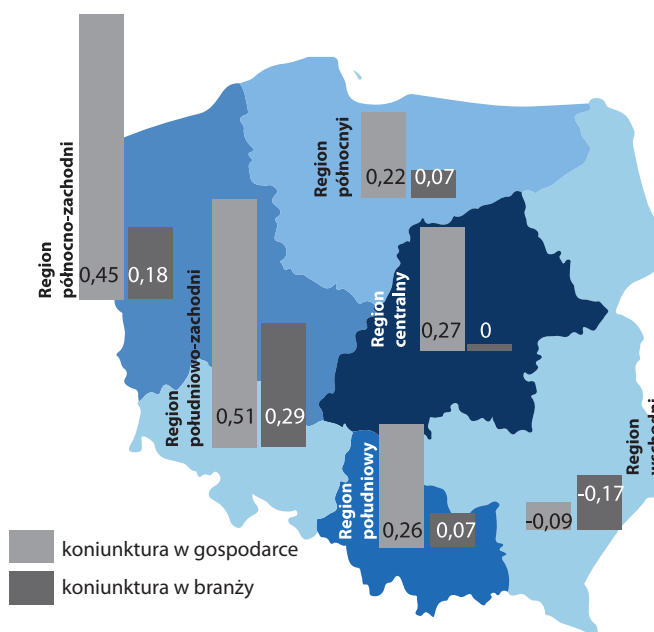 Region
północno-zachodni
0,45
0,18
Region
północnyi
0,22
0,07
Region
południowo-zachodni
0,51
0,29
Region
centralny
0,27
0
Region
południowy
0,26
0,07
Region
wschodni
-0,09
-0,17
koniunktura w gospodarce
koniunktura w branży